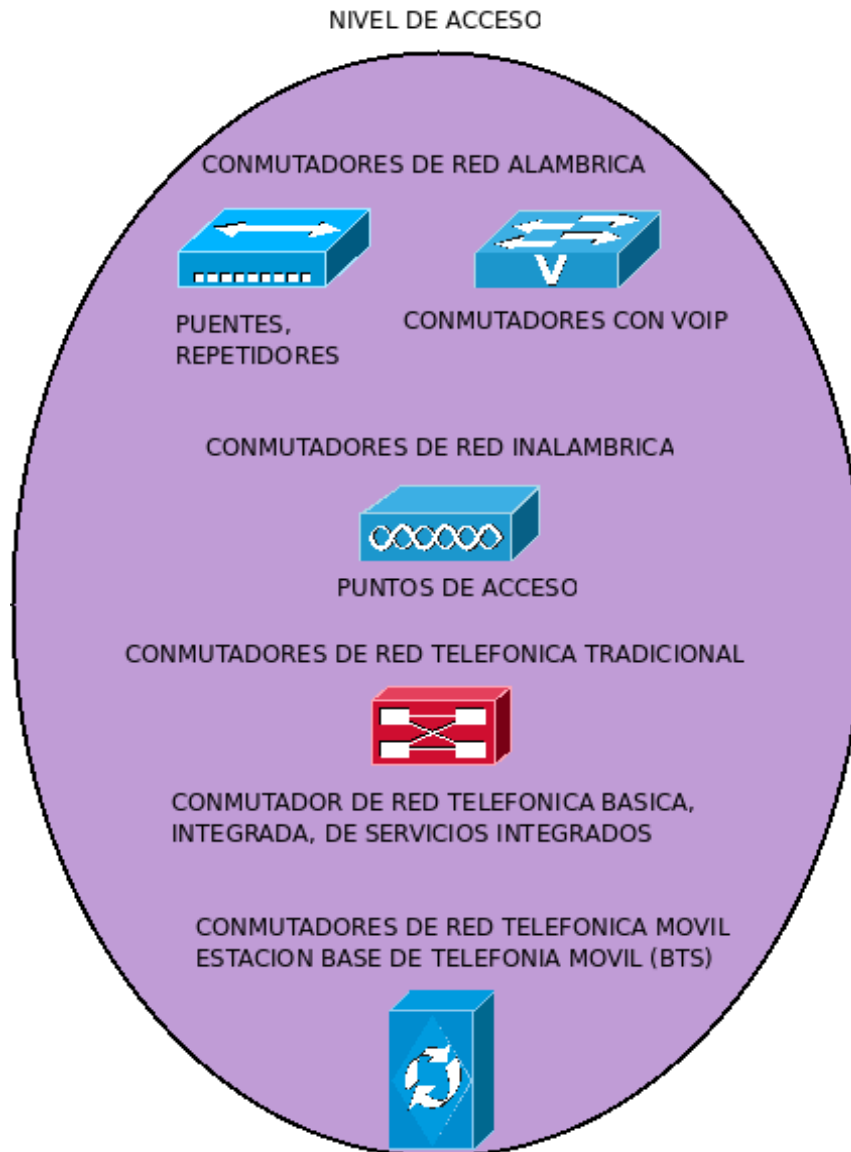 NIVEL DE ACCESO
CONMUTADORES DE RED ALAMBRICA
V
PUENTES,
REPETIDORES
CONMUTADORES CON VOIP
CONMUTADORES DE RED INALAMBRICA
PUNTOS DE ACCESO
CONMUTADORES DE RED TELEFONICA TRADICIONAL
CONMUTADOR DE RED TELEFONICA BASICA,
INTEGRADA, DE SERVICIOS INTEGRADOS
CONMUTADORES DE RED TELEFONICA MOVIL
ESTACION BASE DE TELEFONIA MOVIL (BTS)